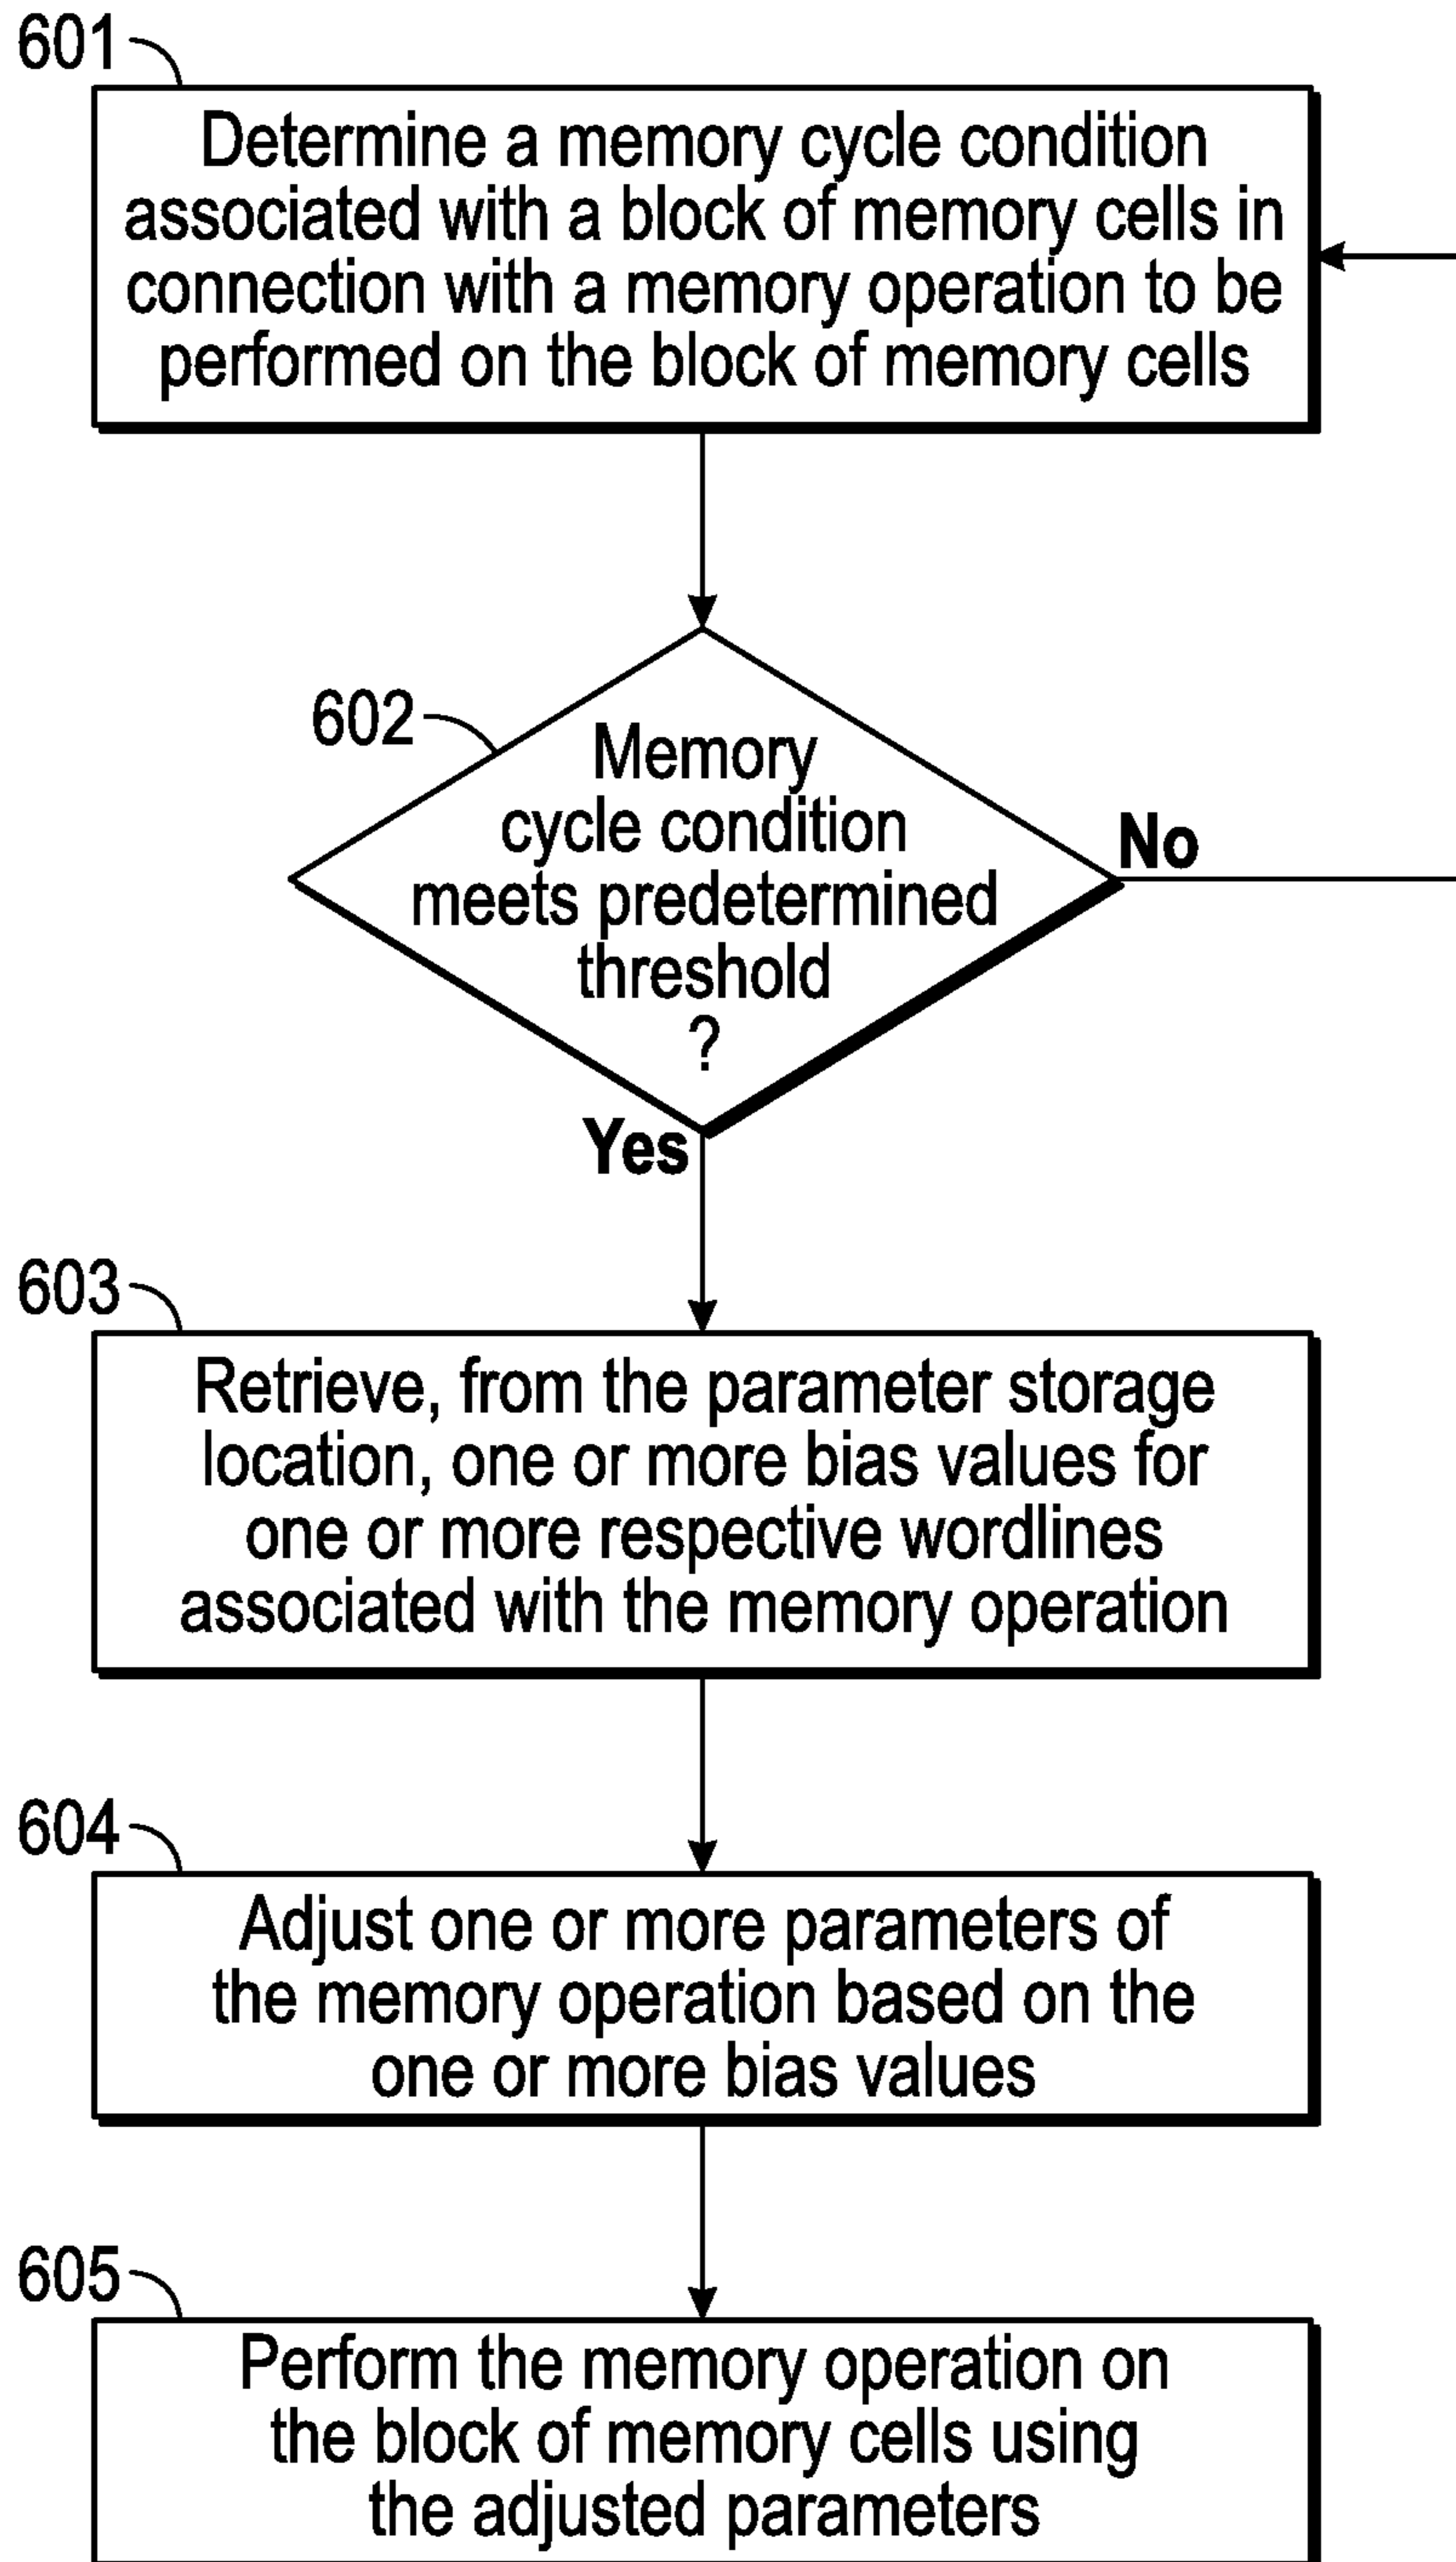 601
Determine a memory cycle condition
associated with a block of memory cells in
connection with a memory operation to be
performed on the block of memory cells
602
Memory
cycle condition
meets predetermined
threshold
?
No
Yes
603
Retrieve, from the parameter storage
location, one or more bias values for
one or more respective wordlines
associated with the memory operation
604
Adjust one or more parameters of
the memory operation based on the
one or more bias values
605
Perform the memory operation on
the block of memory cells using
the adjusted parameters